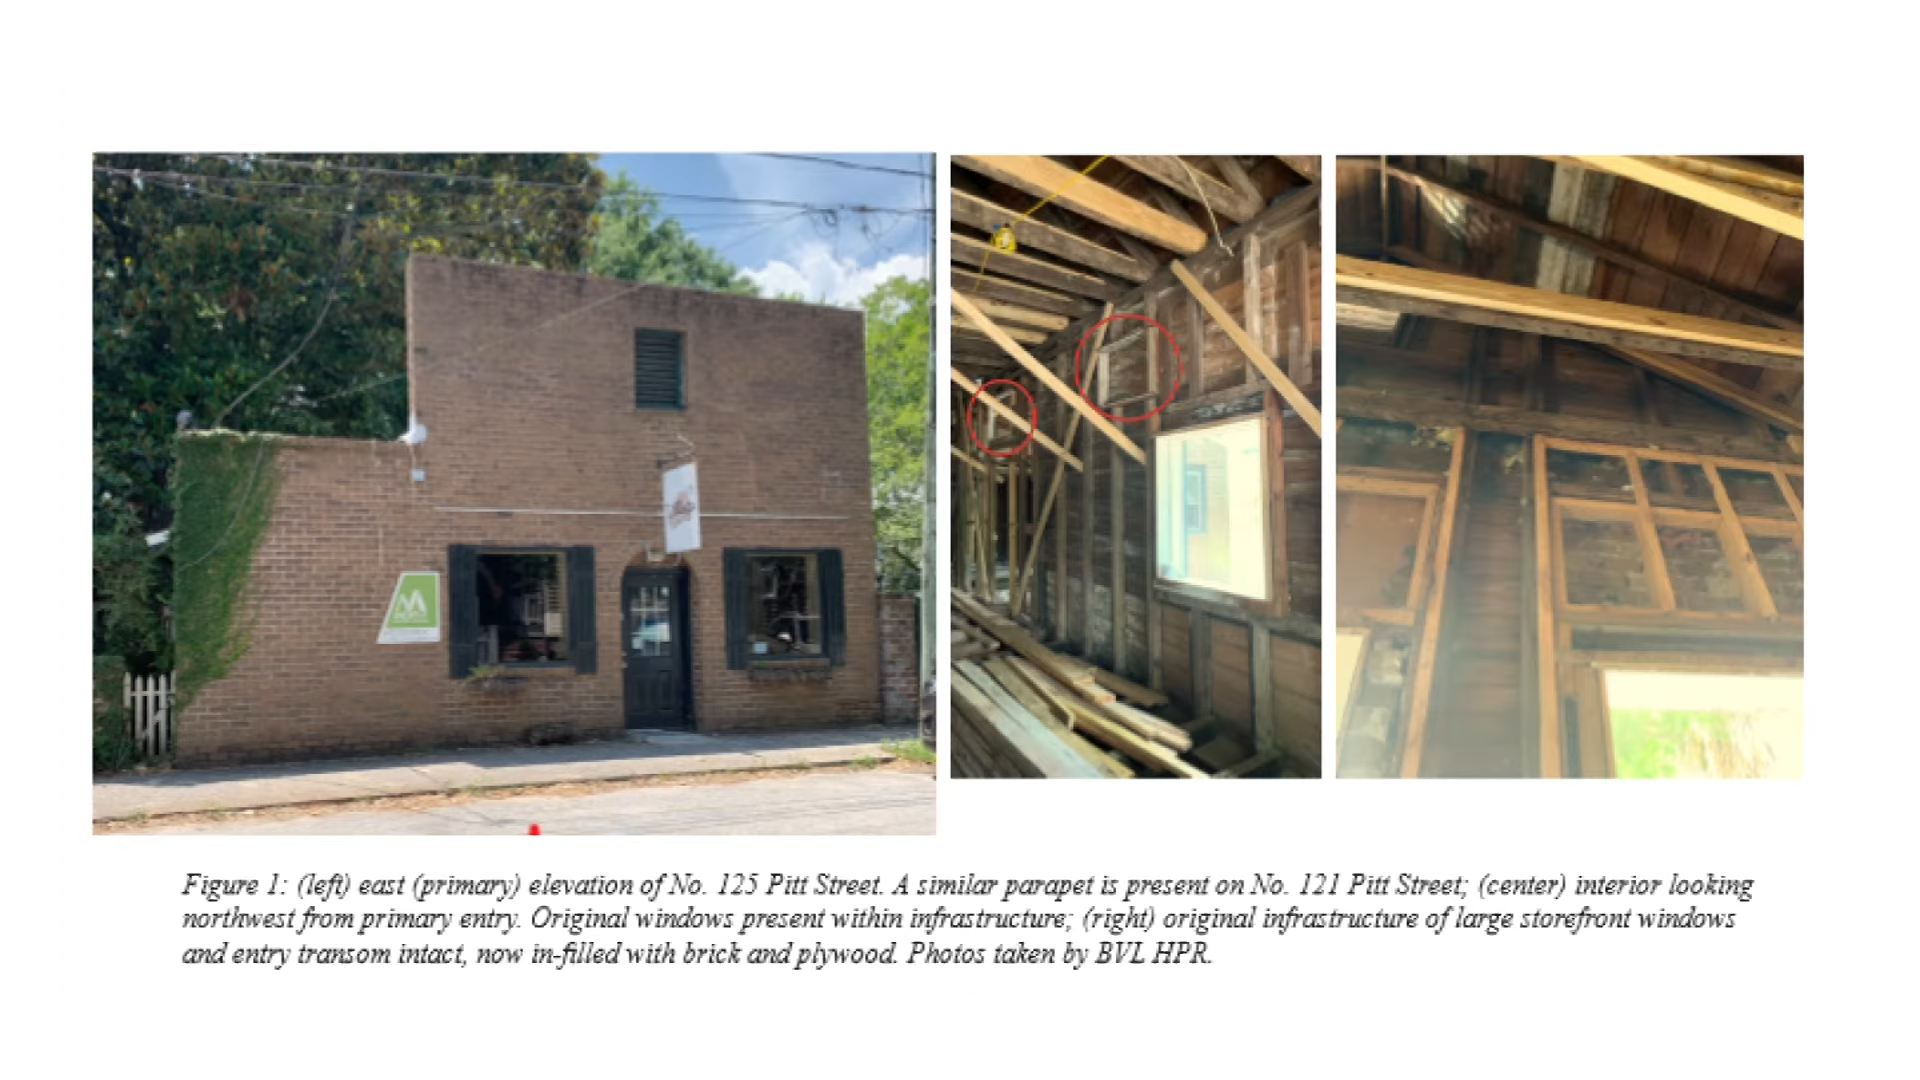 Figure 1: (left) east (primary) elevation of No. 125 Pitt Street. A similar parapet is present on No. 121 Pitt Street; (center) interior looking
northwest from primary entry. Original windows present within infrastructure; (right) original infrastructure of large storefront windows
and entry transom intact, now in-filled with brick and plywood. Photos taken by BVL HPR.